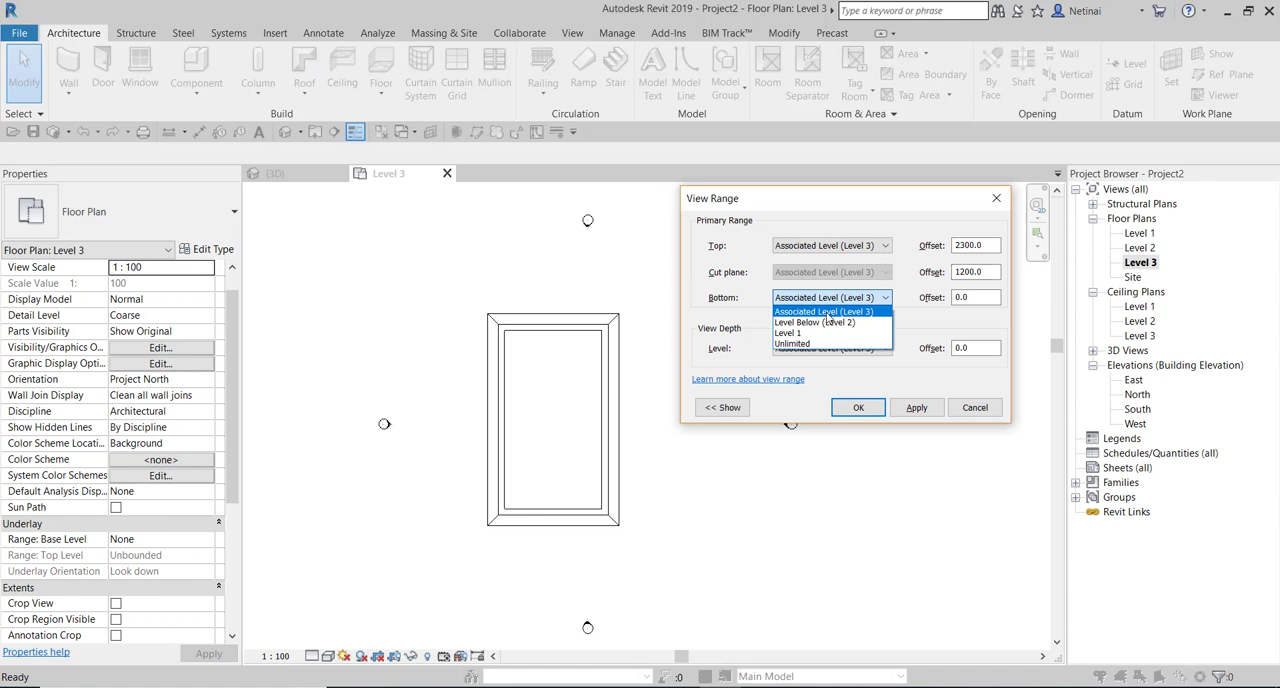 Autodesk Revit 2019 - Project2 - Floor Plan: Level 3
Type a keyword or phrase
Netinai
File
Architecture
Structure
Steel
Systems
Insert
Annotate
Analyze
Massing & Site
Collaborate
View
Manage
Add-Ins
BIM Track™
Modify
Precast
Modify
Wall
Door
Window
Component
Column
Roof
Ceiling
Floor
Curtain System
Curtain Grid
Mullion
Railing
Ramp
Stair
Model Text
Model Line
Model Group
Room
Room Separator
Tag Room
Area
Area Boundary
Tag Area
By Face
Shaft
Wall
Vertical
Dormer
Level
Grid
Set
Show
Ref Plane
Viewer
Select
Build
Circulation
Model
Room & Area
Opening
Datum
Work Plane
Properties
Floor Plan
Floor Plan: Level 3
Edit Type
View Scale
1 : 100
Scale Value 1:
100
Display Model
Normal
Detail Level
Coarse
Parts Visibility
Show Original
Visibility/Graphics O...
Edit...
Graphic Display Opti...
Edit...
Orientation
Project North
Wall Join Display
Clean all wall joins
Discipline
Architectural
Show Hidden Lines
By Discipline
Color Scheme Locati...
Background
Color Scheme
<none>
System Color Schemes
Edit...
Default Analysis Disp...
None
Sun Path
Underlay
Range: Base Level
None
Range: Top Level
Unbounded
Underlay Orientation
Look down
Extents
Crop View
Crop Region Visible
Annotation Crop
Properties help
Apply
Ready
{3D}
Level 3
View Range
Primary Range
Top:
Associated Level (Level 3)
Offset:
2300.0
Cut plane:
Associated Level (Level 3)
Offset:
1200.0
Bottom:
Associated Level (Level 3)
Offset:
0.0
Associated Level (Level 3)
Level Below (Level 2)
Level 1
Unlimited
View Depth
Level:
Associated Level (Level 3)
Offset:
0.0
Learn more about view range
<< Show
OK
Apply
Cancel
1 : 100
:0
Main Model
:0
Project Browser - Project2
Views (all)
Structural Plans
Floor Plans
Level 1
Level 2
Level 3
Site
Ceiling Plans
Level 1
Level 2
Level 3
3D Views
Elevations (Building Elevation)
East
North
South
West
Legends
Schedules/Quantities (all)
Sheets (all)
Families
Groups
Revit Links